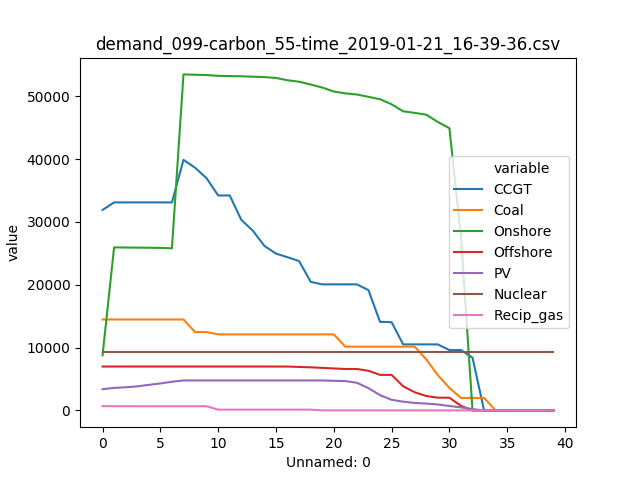 demand_099-carbon_55-time_2019-01-21_16-39-36.csv
value
50000
40000
30000
20000
10000
0
variable
CCGT
Coal
Onshore
Offshore
PV
Nuclear
Recip_gas
0 5 10 15 20 25 30 35 40
Unnamed: 0